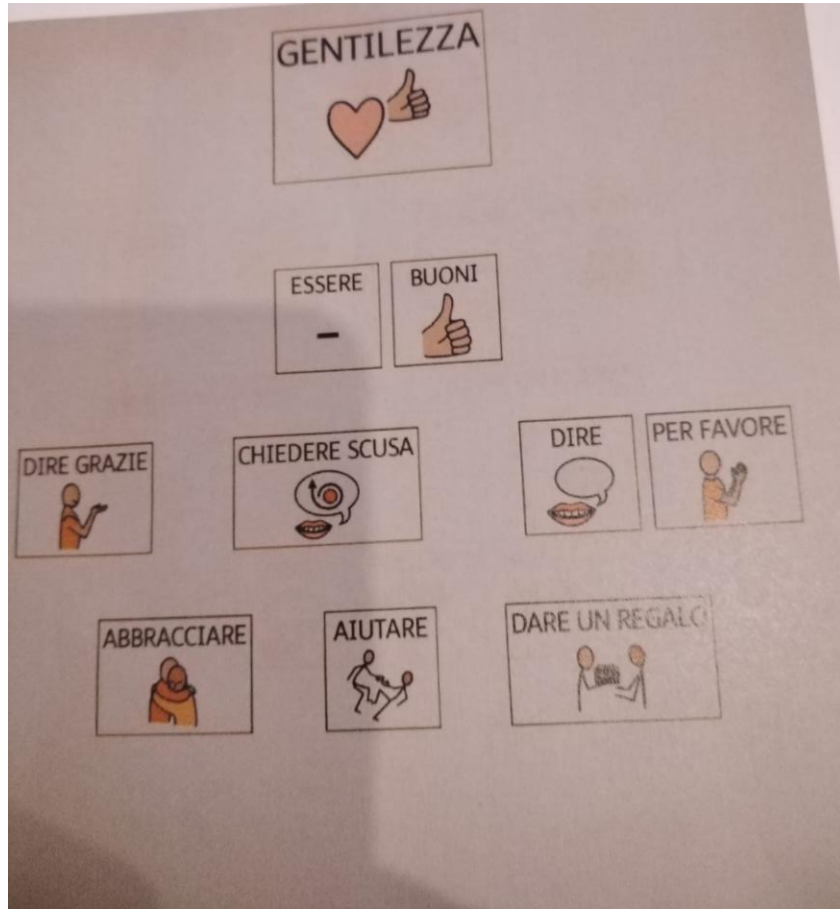 GENTILEZZA
ESSERE BUONI
DIRE GRAZIE CHIEDERE SCUSA DIRE PER FAVORE
ABBRACCIARE AIUTARE DARE UN REGALO